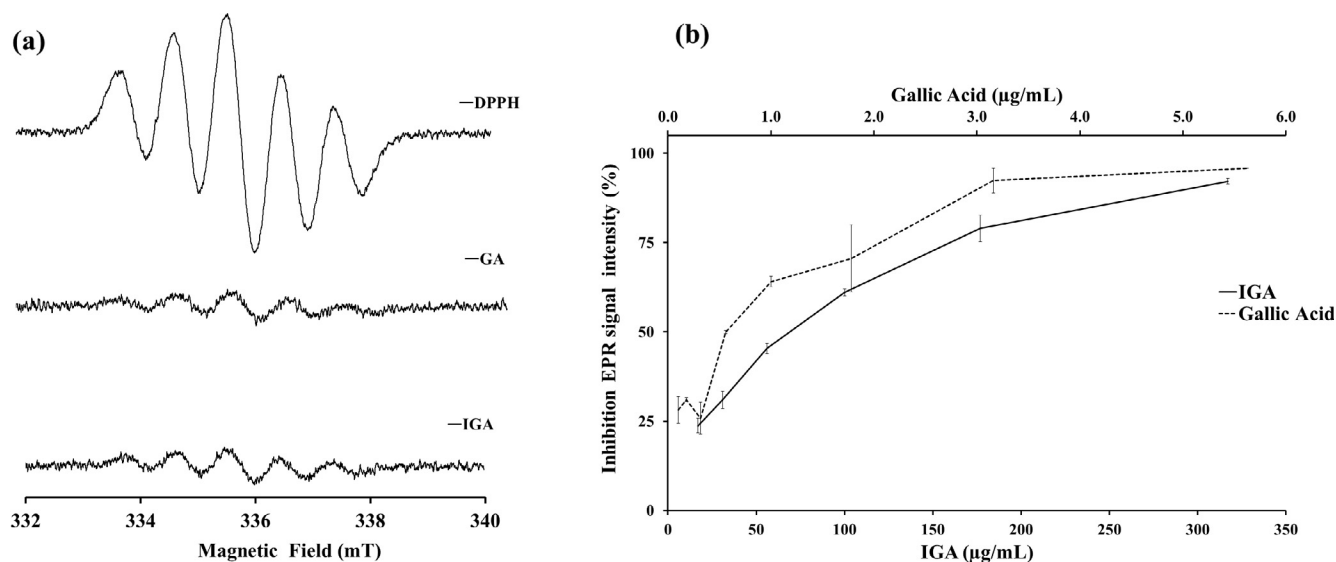 (a)
—DPPH
—GA
—IGA
332 334 336 338 340
Magnetic Field (mT)
(b)
Gallic Acid (µg/mL)
0.0 1.0 2.0 3.0 4.0 5.0 6.0
Inhibition EPR signal intensity (%)
100
75
50
25
0
IGA
Gallic Acid
0 50 100 150 200 250 300 350
IGA (µg/mL)